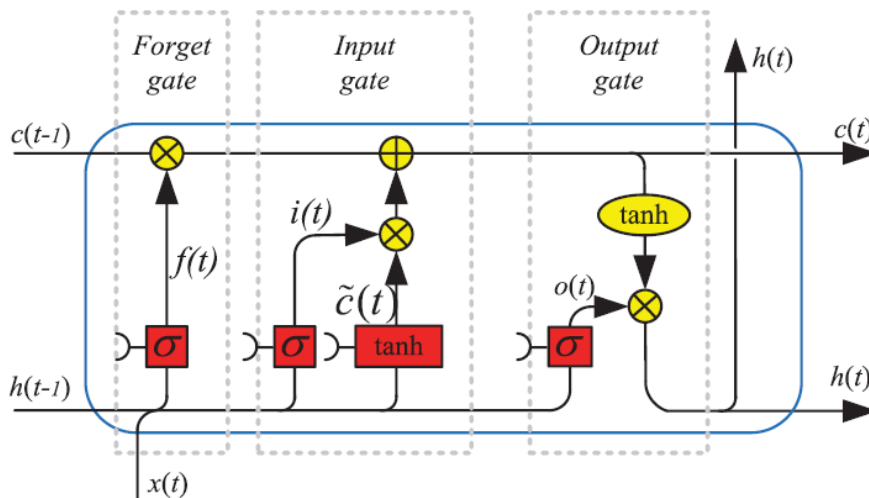 Forget
gate
Input
gate
Output
gate
h(t)
c(t-1)
c(t)
i(t)
tanh
f(t)
c̃(t)
o(t)
σ
σ
tanh
σ
h(t-1)
h(t)
x(t)